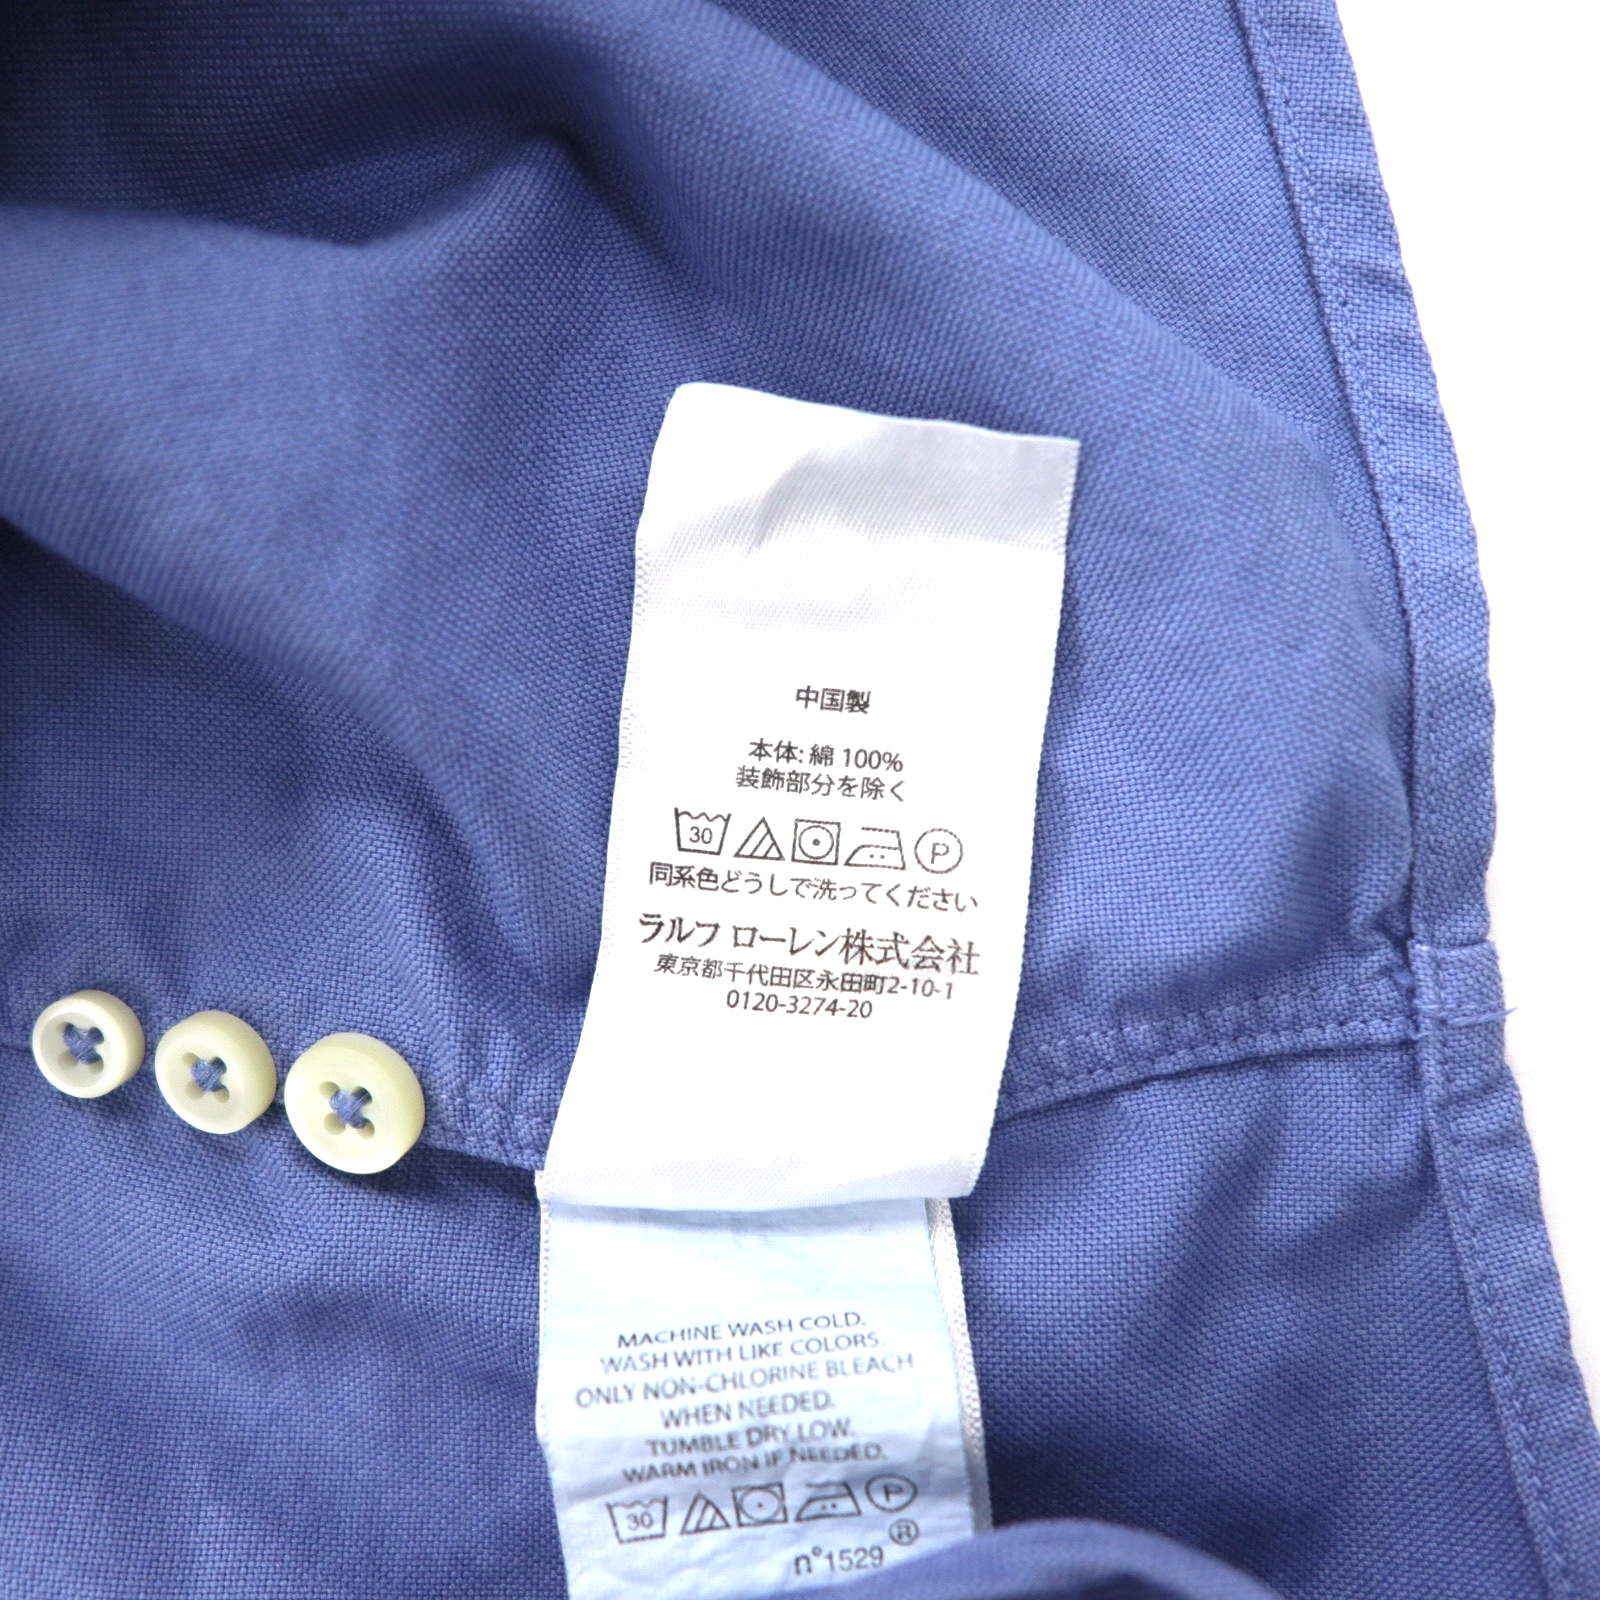 中国製
本体: 綿 100%
装飾部分を除く
30 P
同系色どうしで洗ってください
ラルフ ローレン株式会社
東京都千代田区永田町2-10-1
0120-3274-20
MACHINE WASH COLD.
WASH WITH LIKE COLORS.
ONLY NON-CHLORINE BLEACH
WHEN NEEDED.
TUMBLE DRY LOW.
WARM IRON IF NEEDED.
30 P
®
n°1529